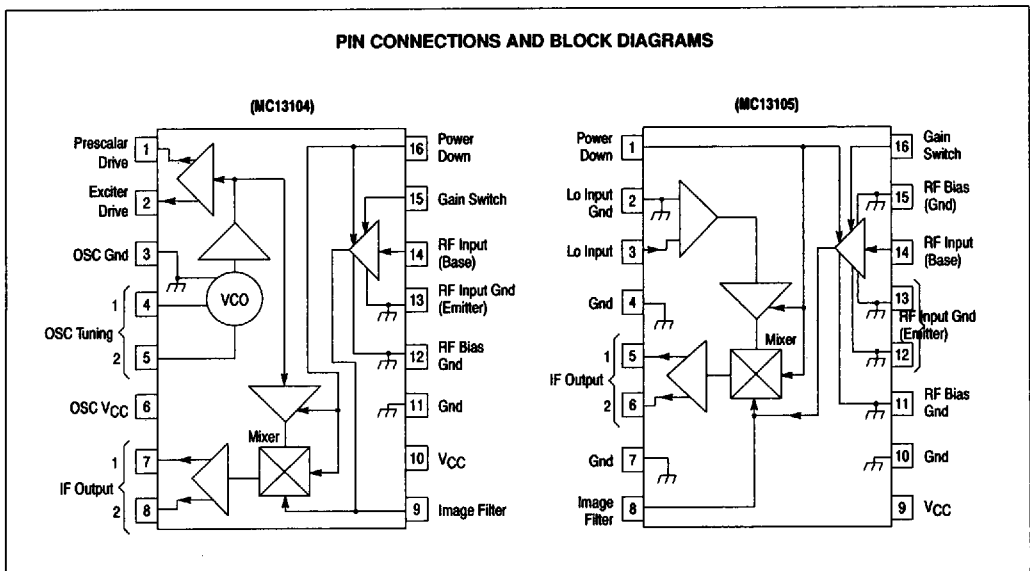 PIN CONNECTIONS AND BLOCK DIAGRAMS
(MC13104)
Prescalar
Drive
1
Exciter
Drive
2
OSC Gnd
3
OSC Tuning
1
4
2
5
OSC VCC
6
IF Output
1
7
2
8
VCO
Mixer
16
Power
Down
15
Gain Switch
14
RF Input
(Base)
13
RF Input Gnd
(Emitter)
12
RF Bias
Gnd
11
Gnd
10
VCC
9
Image Filter
(MC13105)
Power
Down
1
Lo Input
Gnd
2
Lo Input
3
Gnd
4
IF Output
1
5
2
6
Gnd
7
Image
Filter
8
Mixer
16
Gain
Switch
15
RF Bias
(Gnd)
14
RF Input
(Base)
13
RF Input Gnd
(Emitter)
12
11
RF Bias
Gnd
10
Gnd
9
VCC